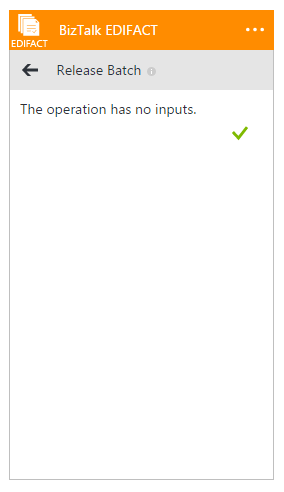 EDIFACT
BizTalk EDIFACT
Release Batch
The operation has no inputs.